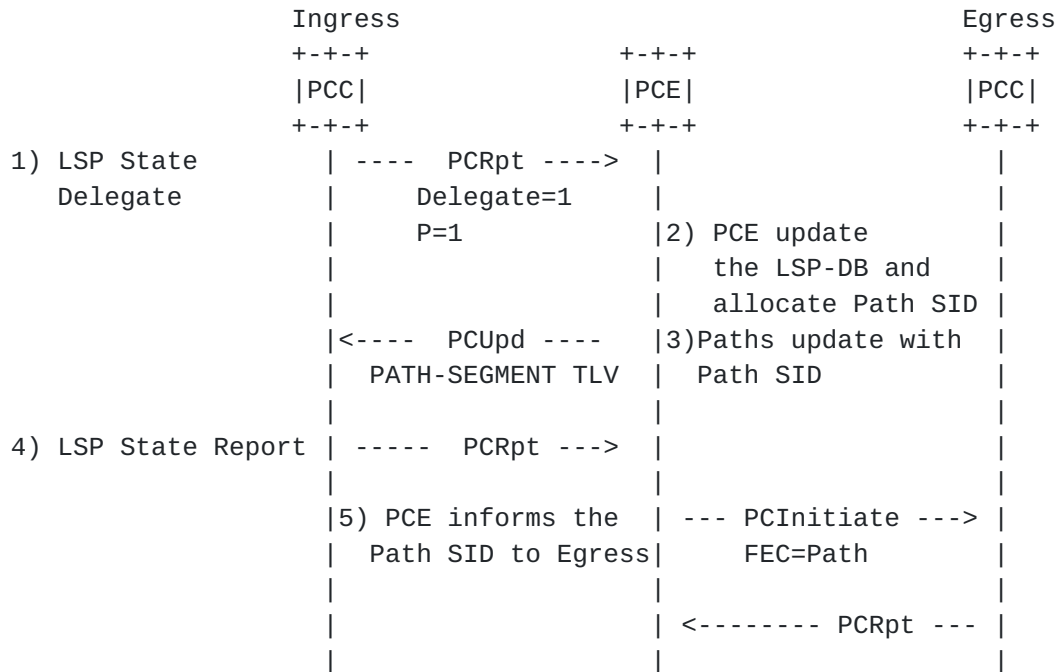 Ingress                                     Egress
                   +-+-+                 +-+-+                 +-+-+
                   |PCC|                 |PCE|                 |PCC|
                   +-+-+                 +-+-+                 +-+-+
1) LSP State         | ----  PCRpt ---->  |                      |
   Delegate          |     Delegate=1     |                      |
                     |     P=1            |2) PCE update         |
                     |                    |   the LSP-DB and     |
                     |                    |   allocate Path SID  |
                     |<----  PCUpd ----   |3)Paths update with   |
                     |  PATH-SEGMENT TLV  |  Path SID            |
                     |                    |                      |
4) LSP State Report  | -----  PCRpt --->  |                      |
                     |                    |                      |
                     |5) PCE informs the  | --- PCInitiate --->  |
                     |  Path SID to Egress|     FEC=Path         |
                     |                    |                      |
                     |                    | <-------- PCRpt ---  |
                     |                    |                      |